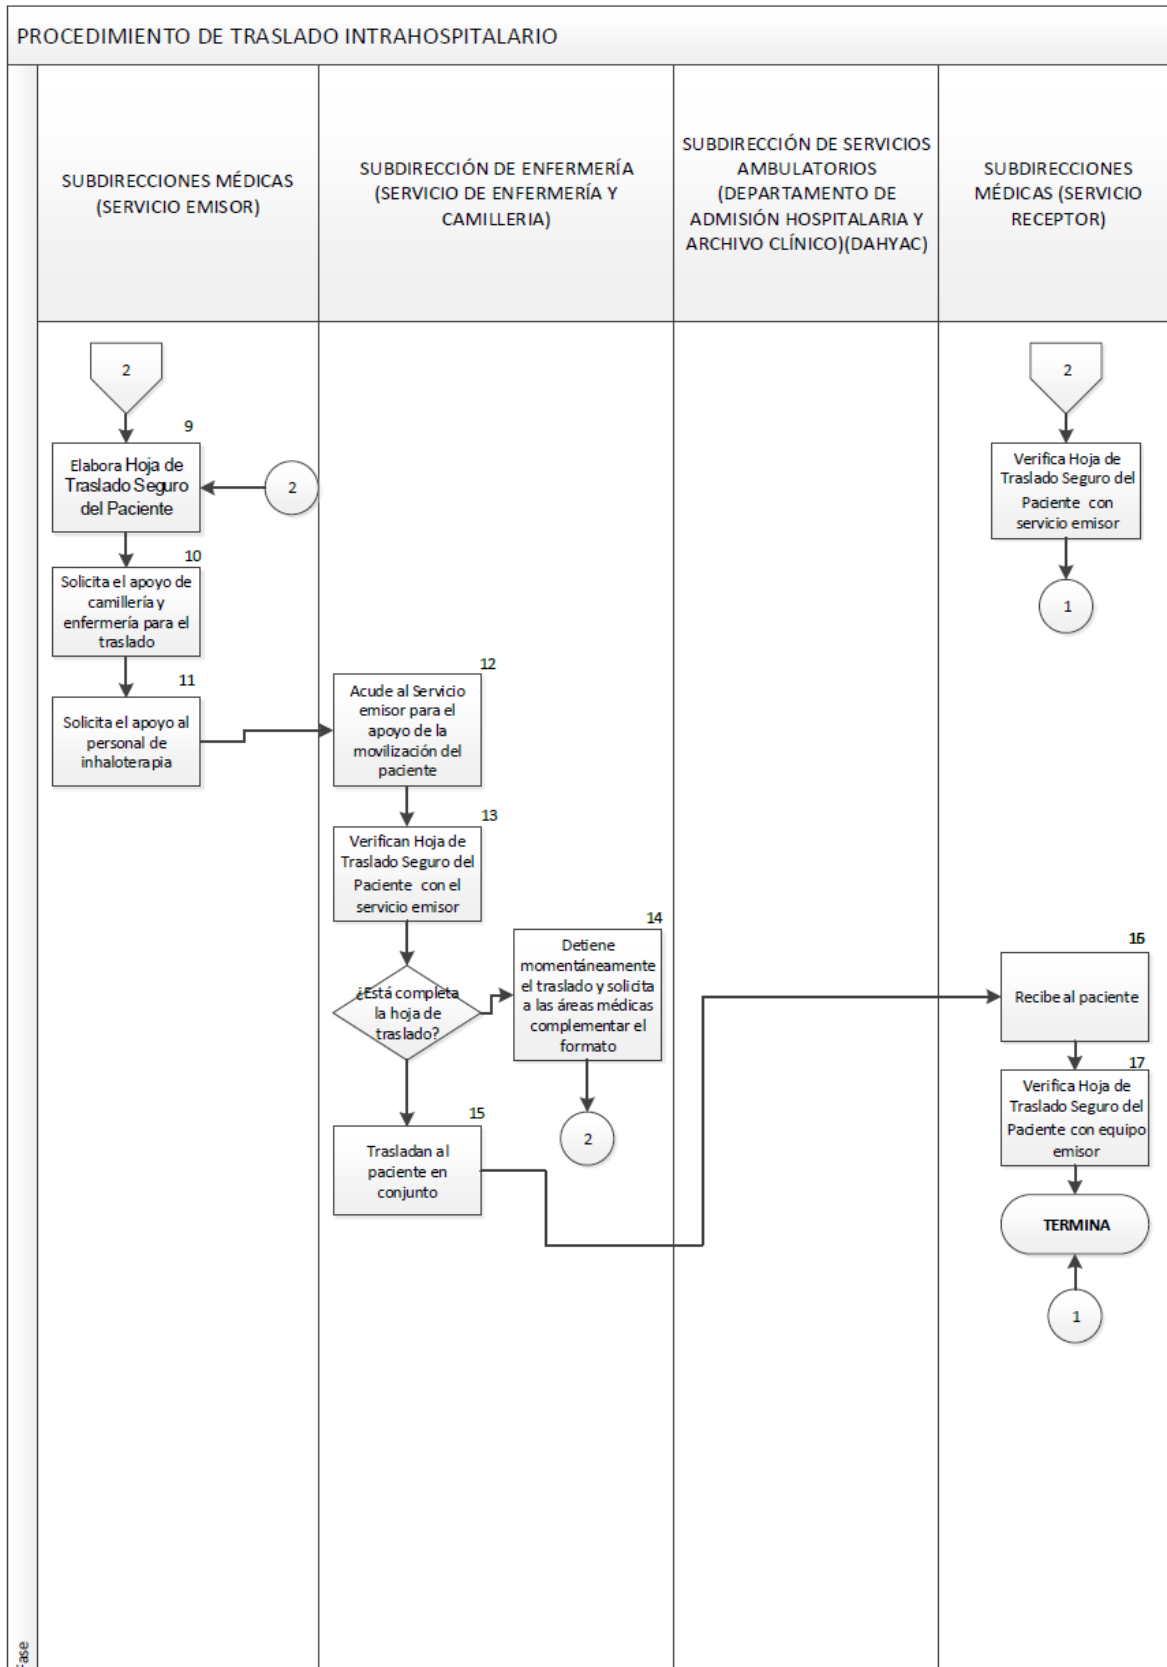 PROCEDIMIENTO DE TRASLADO INTRAHOSPITALARIO
SUBDIRECCIONES MÉDICAS
(SERVICIO EMISOR)
SUBDIRECCIÓN DE ENFERMERÍA
(SERVICIO DE ENFERMERÍA Y
CAMILLERIA)
SUBDIRECCIÓN DE SERVICIOS
AMBULATORIOS
(DEPARTAMENTO DE
ADMISIÓN HOSPITALARIA Y
ARCHIVO CLÍNICO)(DAHYAC)
SUBDIRECCIONES
MÉDICAS (SERVICIO
RECEPTOR)
2
9
Elabora Hoja de
Traslado Seguro
del Paciente
2
10
Solicita el apoyo de
camillería y
enfermería para el
traslado
11
Solicita el apoyo al
personal de
inhaloterapia
12
Acude al Servicio
emisor para el
apoyo de la
movilización del
paciente
13
Verifican Hoja de
Traslado Seguro del
Paciente con el
servicio emisor
¿Está completa
la hoja de
traslado?
14
Detiene
momentáneamente
el traslado y solicita
a las áreas médicas
complementar el
formato
2
15
Trasladan al
paciente en
conjunto
2
Verifica Hoja de
Traslado Seguro del
Paciente con
servicio emisor
1
16
Recibe al paciente
17
Verifica Hoja de
Traslado Seguro del
Paciente con equipo
emisor
TERMINA
1
Fase